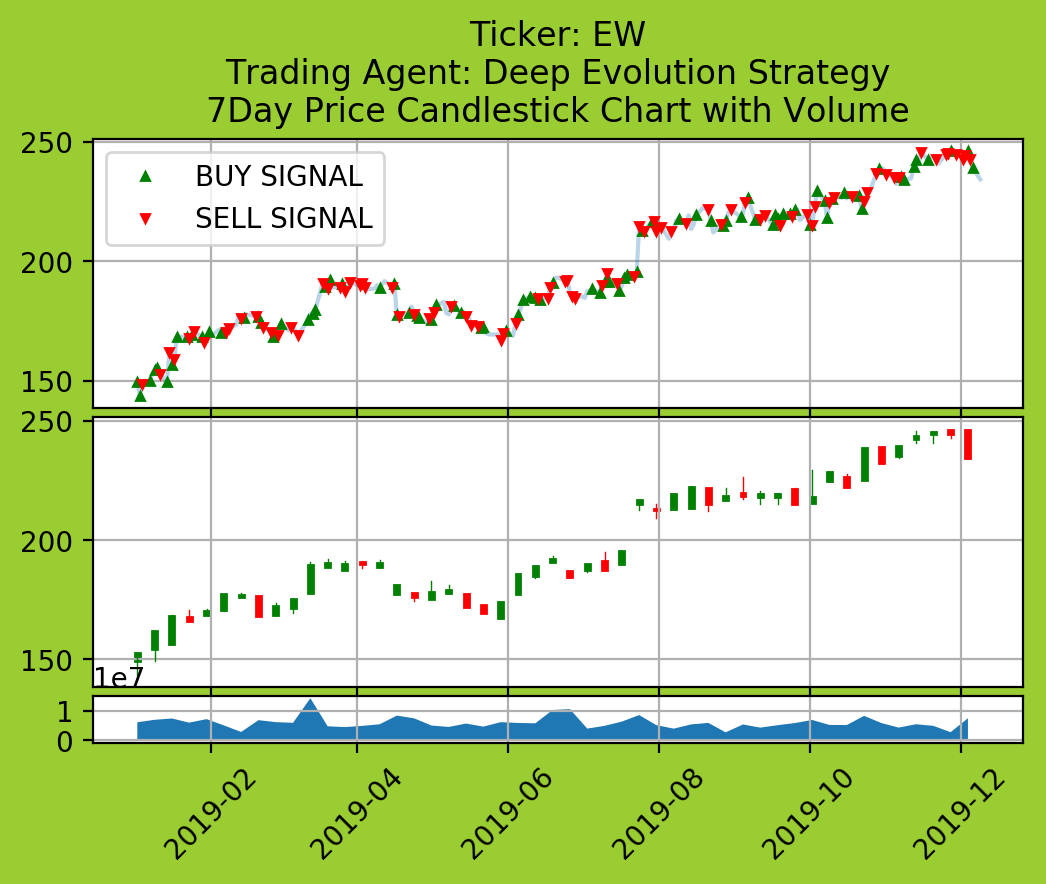 Ticker: EW
Trading Agent: Deep Evolution Strategy
7Day Price Candlestick Chart with Volume
250
BUY SIGNAL
SELL SIGNAL
200
150
250
200
150
1e7
1
0
2019-02
2019-04
2019-06
2019-08
2019-10
2019-12